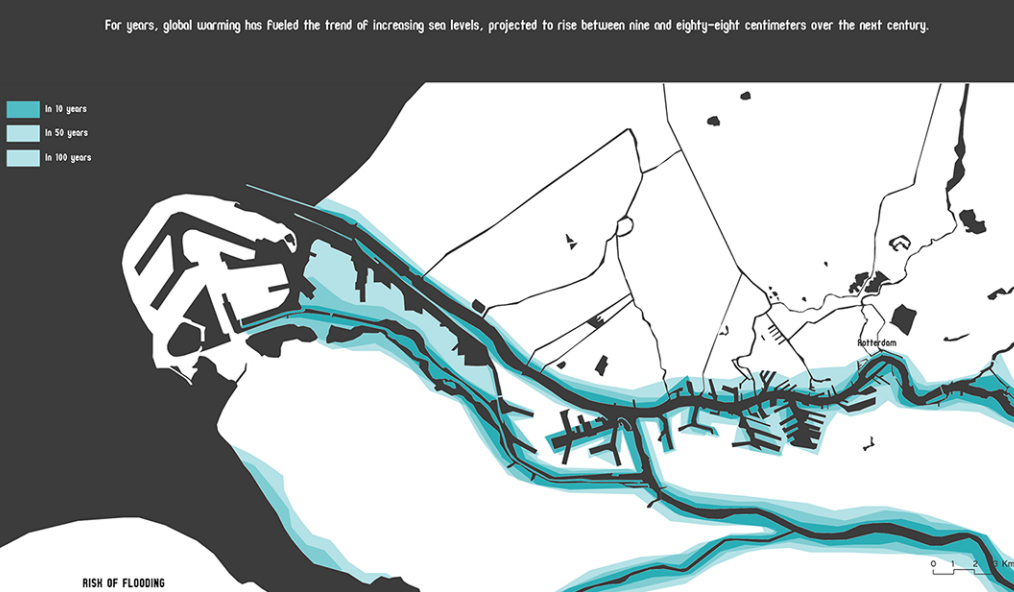 For years, global warming has fueled the trend of increasing sea levels, projected to rise between nine and eighty-eight centimeters over the next century.
In 10 years
In 50 years
In 100 years
Rotterdam
0 1 2 3 Km
RISK OF FLOODING